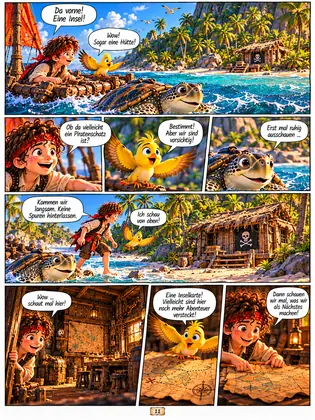 Da vorne!
Eine Insel!
Wow!
Sogar eine Hütte!
Ob da vielleicht
ein Piratenschatz
ist?
Bestimmt!
Aber wir sind
vorsichtig!
Erst mal ruhig
ausschauen ...
Kommen wir
langsam. Keine
Spuren hinterlassen.
Ich schau
von oben!
Wow ...
schaut mal hier!
Eine Inselkarte!
Vielleicht sind hier
noch mehr Abenteuer
versteckt!
Dann schauen
wir mal, was wir
als Nächstes
machen!
11